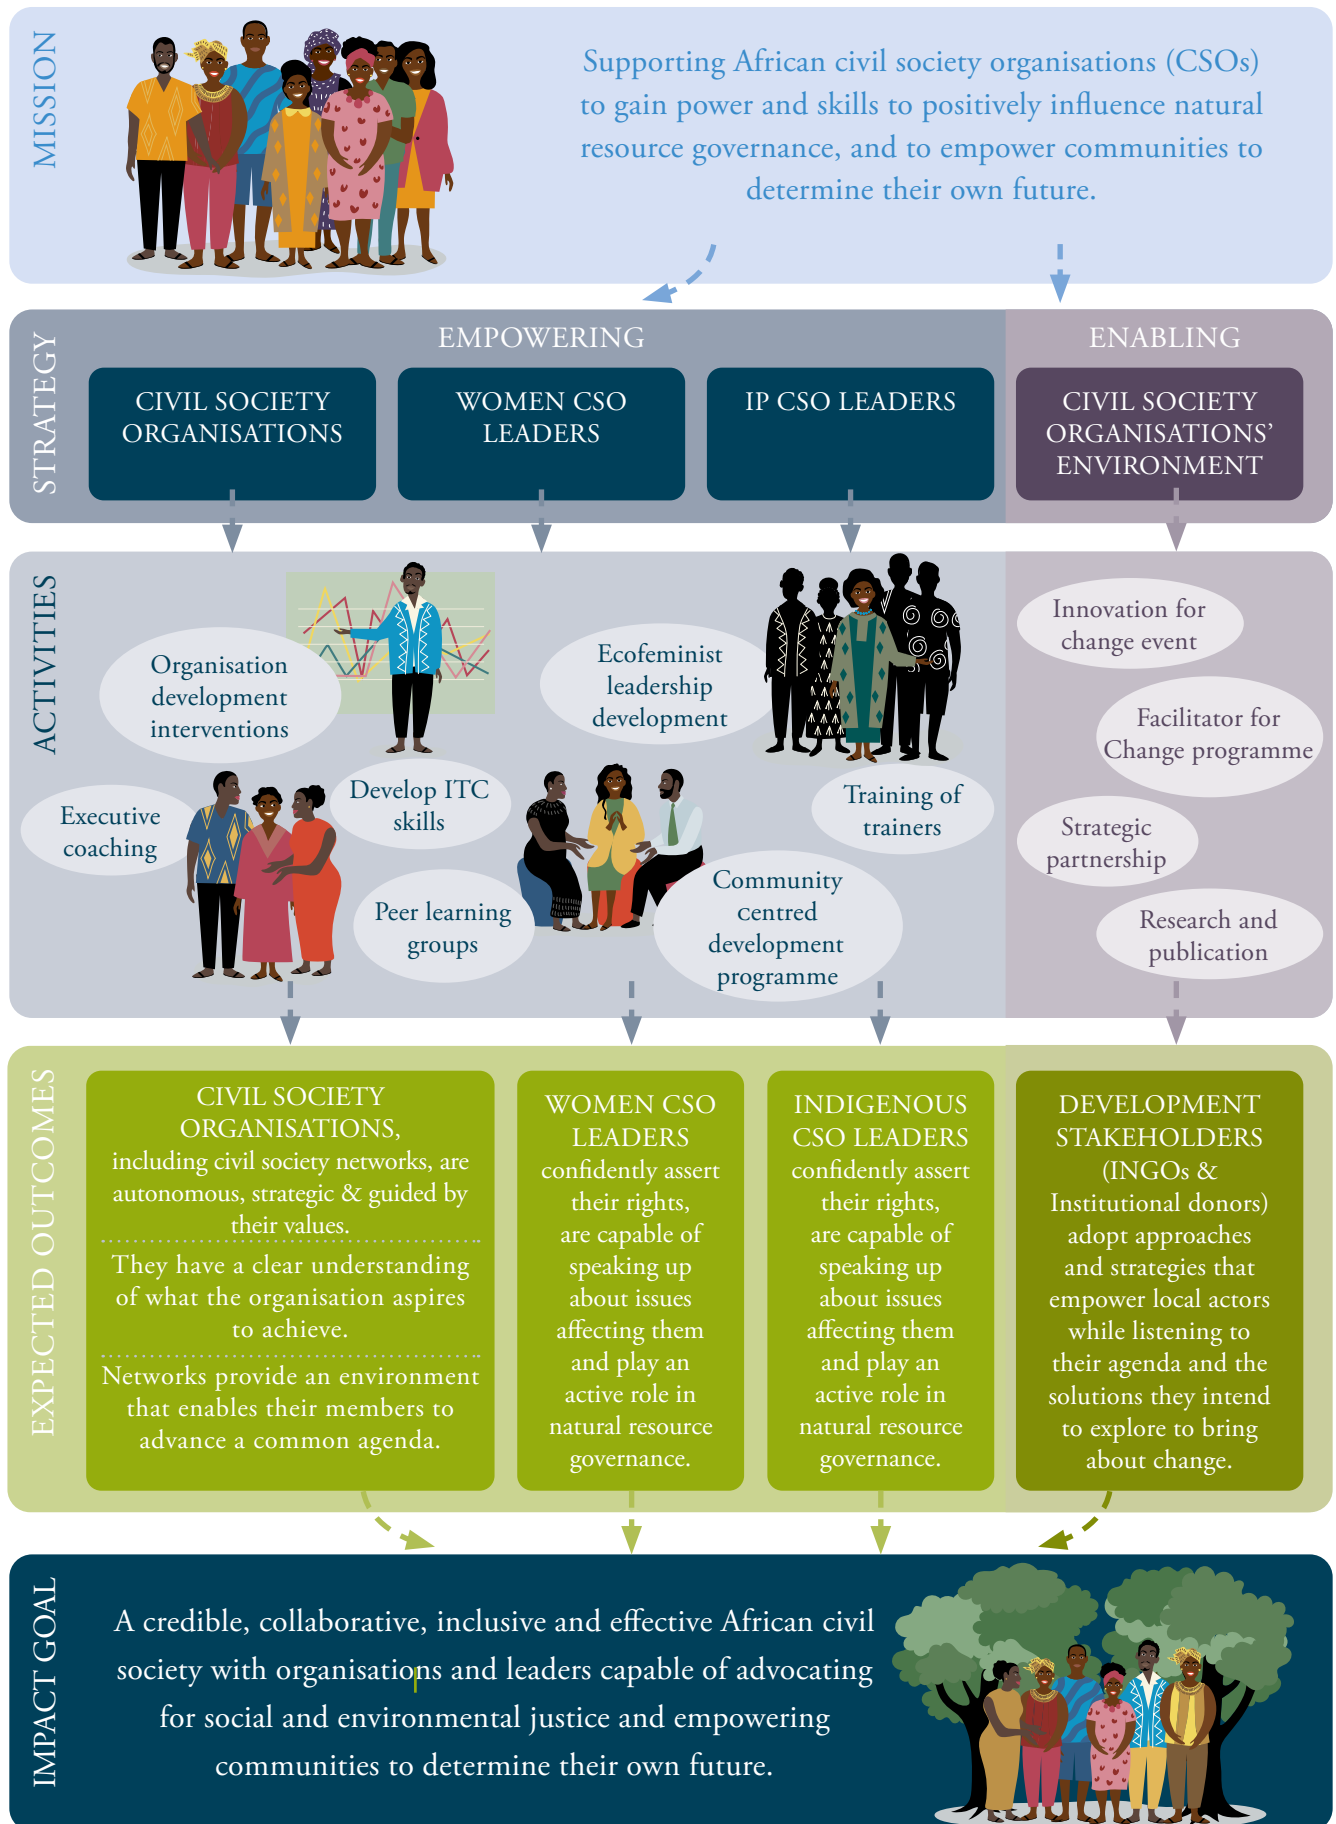 MISSION
Supporting African civil society organisations (CSOs)
to gain power and skills to positively influence natural
resource governance, and to empower communities to
determine their own future.
STRATEGY
EMPOWERING
CIVIL SOCIETY
ORGANISATIONS
WOMEN CSO
LEADERS
IP CSO LEADERS
ENABLING
CIVIL SOCIETY
ORGANISATIONS’
ENVIRONMENT
ACTIVITIES
Organisation
development
interventions
Executive
coaching
Develop ITC
skills
Peer learning
groups
Ecofeminist
leadership
development
Training of
trainers
Community
centred
development
programme
Innovation for
change event
Facilitator for
Change programme
Strategic
partnership
Research and
publication
EXPECTED OUTCOMES
CIVIL SOCIETY
ORGANISATIONS,
including civil society networks, are
autonomous, strategic & guided by
their values.
They have a clear understanding
of what the organisation aspires
to achieve.
Networks provide an environment
that enables their members to
advance a common agenda.
WOMEN CSO
LEADERS
confidently assert
their rights,
are capable of
speaking up
about issues
affecting them
and play an
active role in
natural resource
governance.
INDIGENOUS
CSO LEADERS
confidently assert
their rights,
are capable of
speaking up
about issues
affecting them
and play an
active role in
natural resource
governance.
DEVELOPMENT
STAKEHOLDERS
(INGOs &
Institutional donors)
adopt approaches
and strategies that
empower local actors
while listening to
their agenda and the
solutions they intend
to explore to bring
about change.
IMPACT GOAL
A credible, collaborative, inclusive and effective African civil
society with organisations and leaders capable of advocating
for social and environmental justice and empowering
communities to determine their own future.